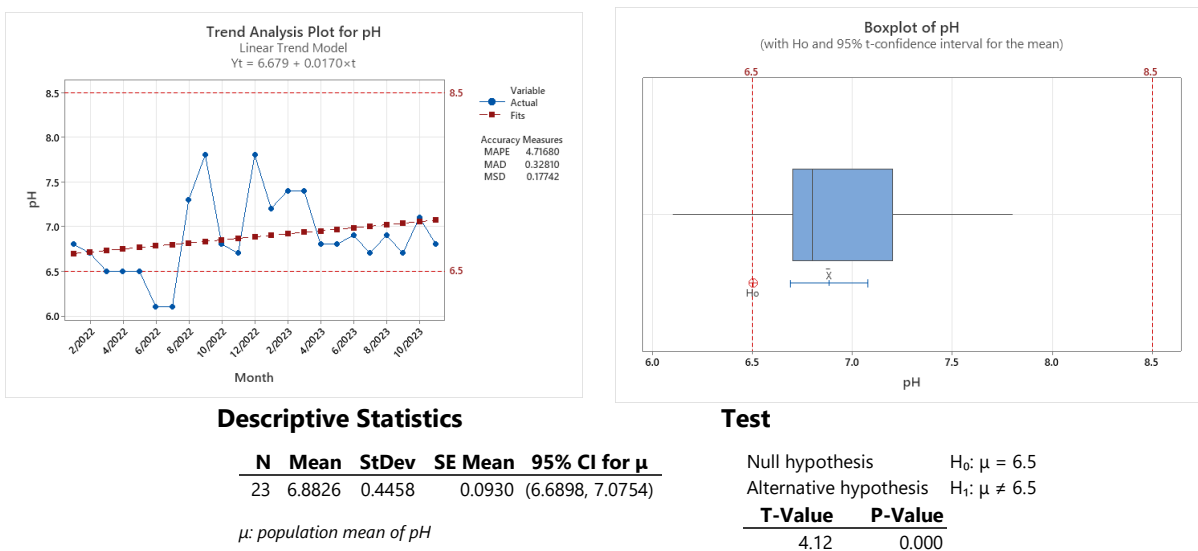 Trend Analysis Plot for pH
Linear Trend Model
Yt = 6.679 + 0.0170×t
8.5
8.0
7.5
7.0
6.5
6.0
pH
8.5
6.5
2/2022 4/2022 6/2022 8/2022 10/2022 12/2022 2/2023 4/2023 6/2023 8/2023 10/2023
Month
Variable
Actual
Fits
Accuracy Measures
MAPE 4.71680
MAD 0.32810
MSD 0.17742
Boxplot of pH
(with Ho and 95% t-confidence interval for the mean)
6.5 8.5
X̄
Ho
6.0 6.5 7.0 7.5 8.0 8.5
pH
Descriptive Statistics
N Mean StDev SE Mean 95% CI for μ
23 6.8826 0.4458 0.0930 (6.6898, 7.0754)
μ: population mean of pH
Test
Null hypothesis H₀: μ = 6.5
Alternative hypothesis H₁: μ ≠ 6.5
T-Value P-Value
4.12 0.000